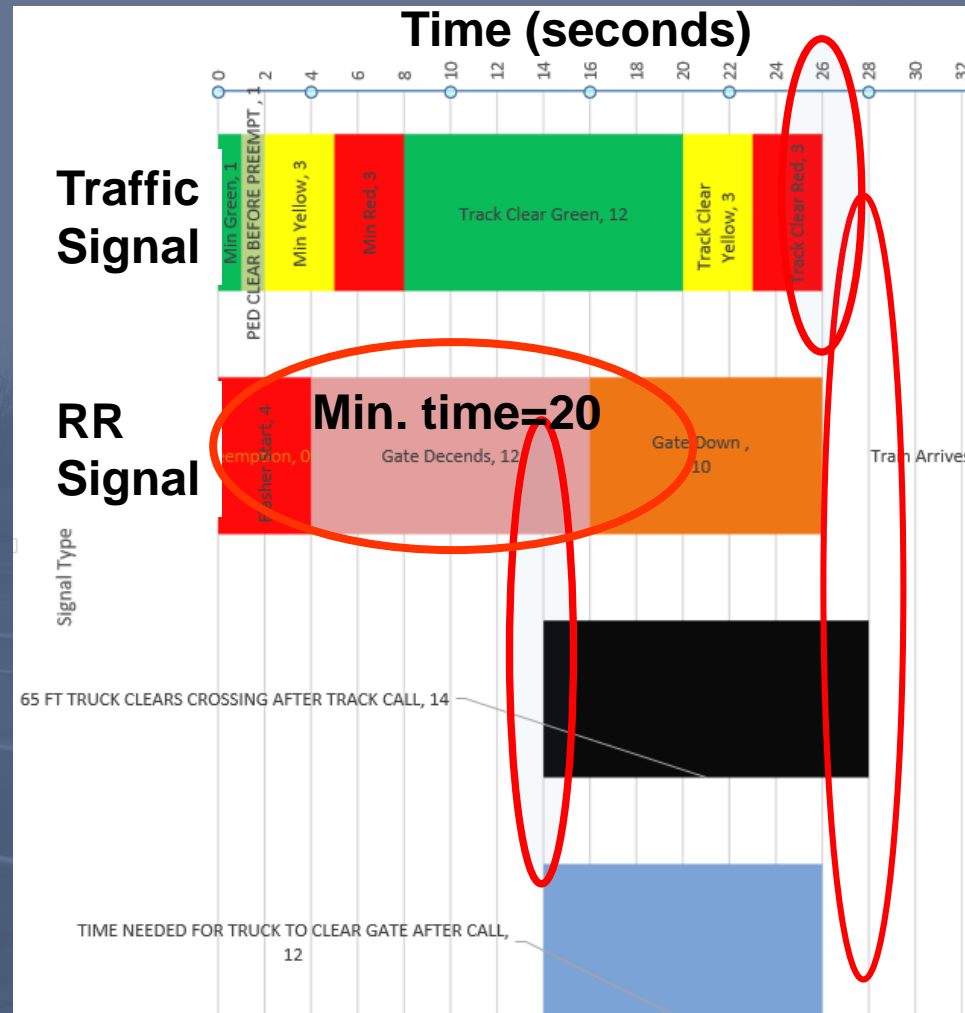 Time (seconds)
0 2 4 6 8 10 12 14 16 18 20 22 24 26 28 30 32
Traffic
Signal
Min Green, 1
PED CLEAR BEFORE PREEMPT , 1
Min Yellow, 3
Min Red, 3
Track Clear Green, 12
Track Clear
Yellow, 3
Track Clear Red, 3
RR
Signal
emption, 0
Flasher Start, 4
Min. time=20
Gate Decends, 12
Gate Down ,
10
Train Arrives
Signal Type
65 FT TRUCK CLEARS CROSSING AFTER TRACK CALL, 14
TIME NEEDED FOR TRUCK TO CLEAR GATE AFTER CALL,
12